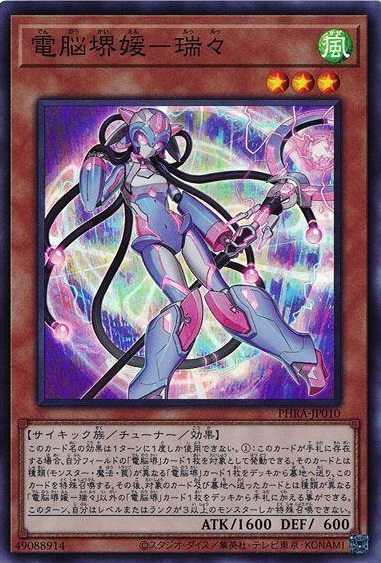 電脳堺媛－瑞々
風
PHRA-JP010
【サイキック族／チューナー／効果】
このカード名の効果は1ターンに1度しか使用できない。①：このカードが手札に存在
する場合、自分フィールドの「電脳堺」カード1枚を対象として発動できる。そのカードとは
種類（モンスター・魔法・罠）が異なる「電脳堺」カード1枚をデッキから墓地へ送り、この
カードを特殊召喚する。その後、対象のカード及び墓地へ送ったカードとは種類が異なる
「電脳堺媛－瑞々」以外の「電脳堺」カード1枚をデッキから手札に加える事ができる。
このターン、自分はレベルまたはランクが3以上のモンスターしか特殊召喚できない。
ATK/1600 DEF/ 600
49088914
©スタジオ・ダイス／集英社・テレビ東京・KONAMI